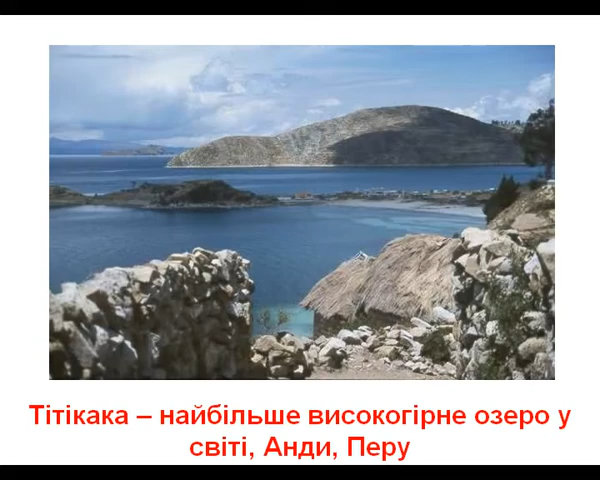 Тітікака – найбільше високогірне озеро у
світі, Анди, Перу